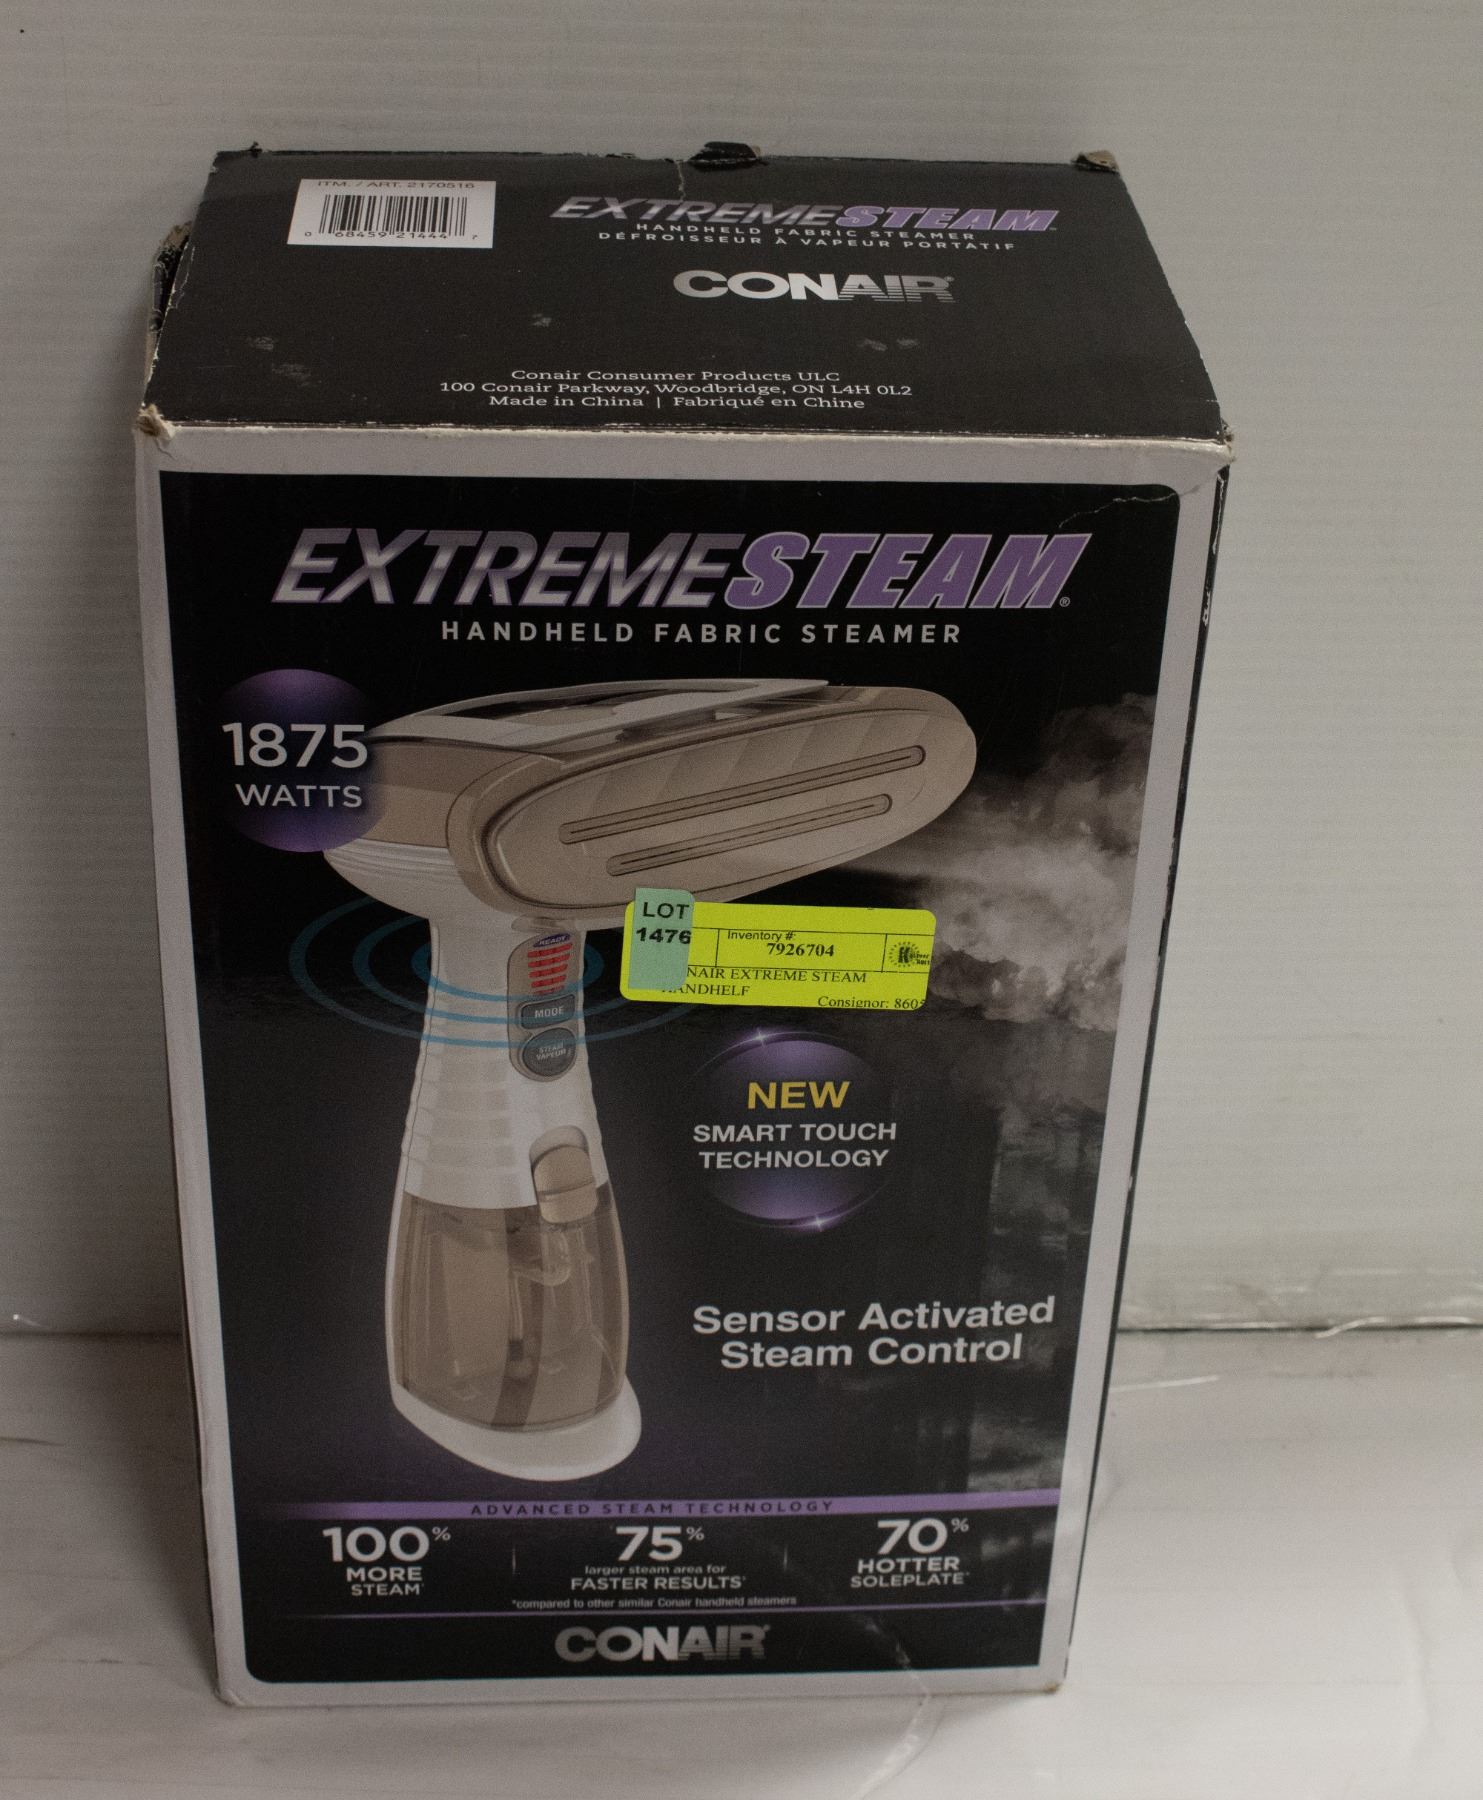 ITM. / ART. 2170516
0 68459 21444 7
EXTREMESTEAM
HANDHELD FABRIC STEAMER
DÉFROISSEUR À VAPEUR PORTATIF
CONAIR®
Conair Consumer Products ULC
100 Conair Parkway, Woodbridge, ON L4H 0L2
Made in China | Fabriqué en Chine
EXTREMESTEAM®
HANDHELD FABRIC STEAMER
1875
WATTS
LOT
1476
Inventory #:
7926704
NAIR EXTREME STEAM
ANDHELF
Consignor: 8605
READY
MODE
STEAM
VAPEUR
NEW
SMART TOUCH
TECHNOLOGY
Sensor Activated
Steam Control
ADVANCED STEAM TECHNOLOGY
100%
MORE
STEAM*
75%
larger steam area for
FASTER RESULTS*
70%
HOTTER
SOLEPLATE*
*compared to other similar Conair handheld steamers
CONAIR®